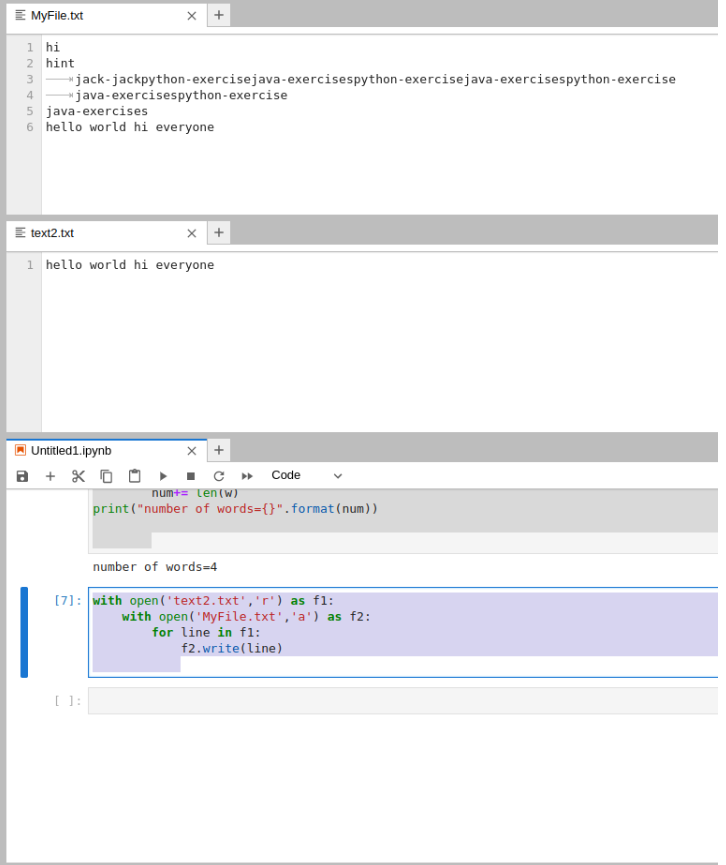 MyFile.txt
1 hi
2 hint
3 jack-jackpython-exercisejava-exercisespython-exercisejava-exercisespython-exercise
4 java-exercisespython-exercise
5 java-exercises
6 hello world hi everyone
text2.txt
1 hello world hi everyone
Untitled1.ipynb
Code
num+= len(w)
print("number of words={}".format(num))
number of words=4
[7]: with open('text2.txt','r') as f1:
with open('MyFile.txt','a') as f2:
for line in f1:
f2.write(line)
[ ]: